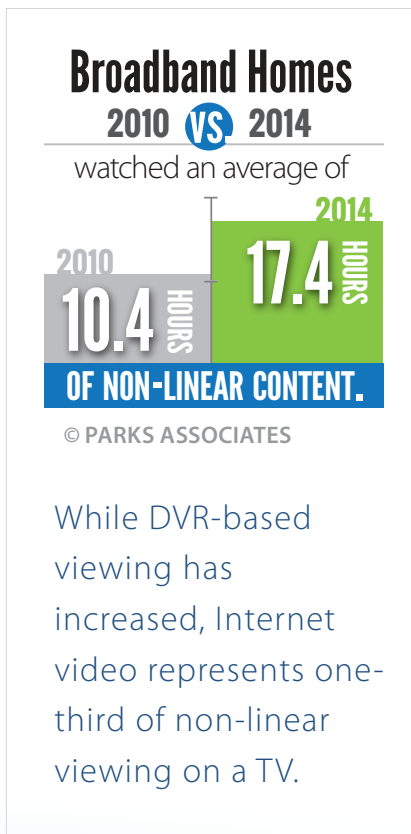 Broadband Homes
2010 VS. 2014
watched an average of
2010
10.4 HOURS
2014
17.4 HOURS
OF NON-LINEAR CONTENT.
© PARKS ASSOCIATES
While DVR-based
viewing has
increased, Internet
video represents one-
third of non-linear
viewing on a TV.